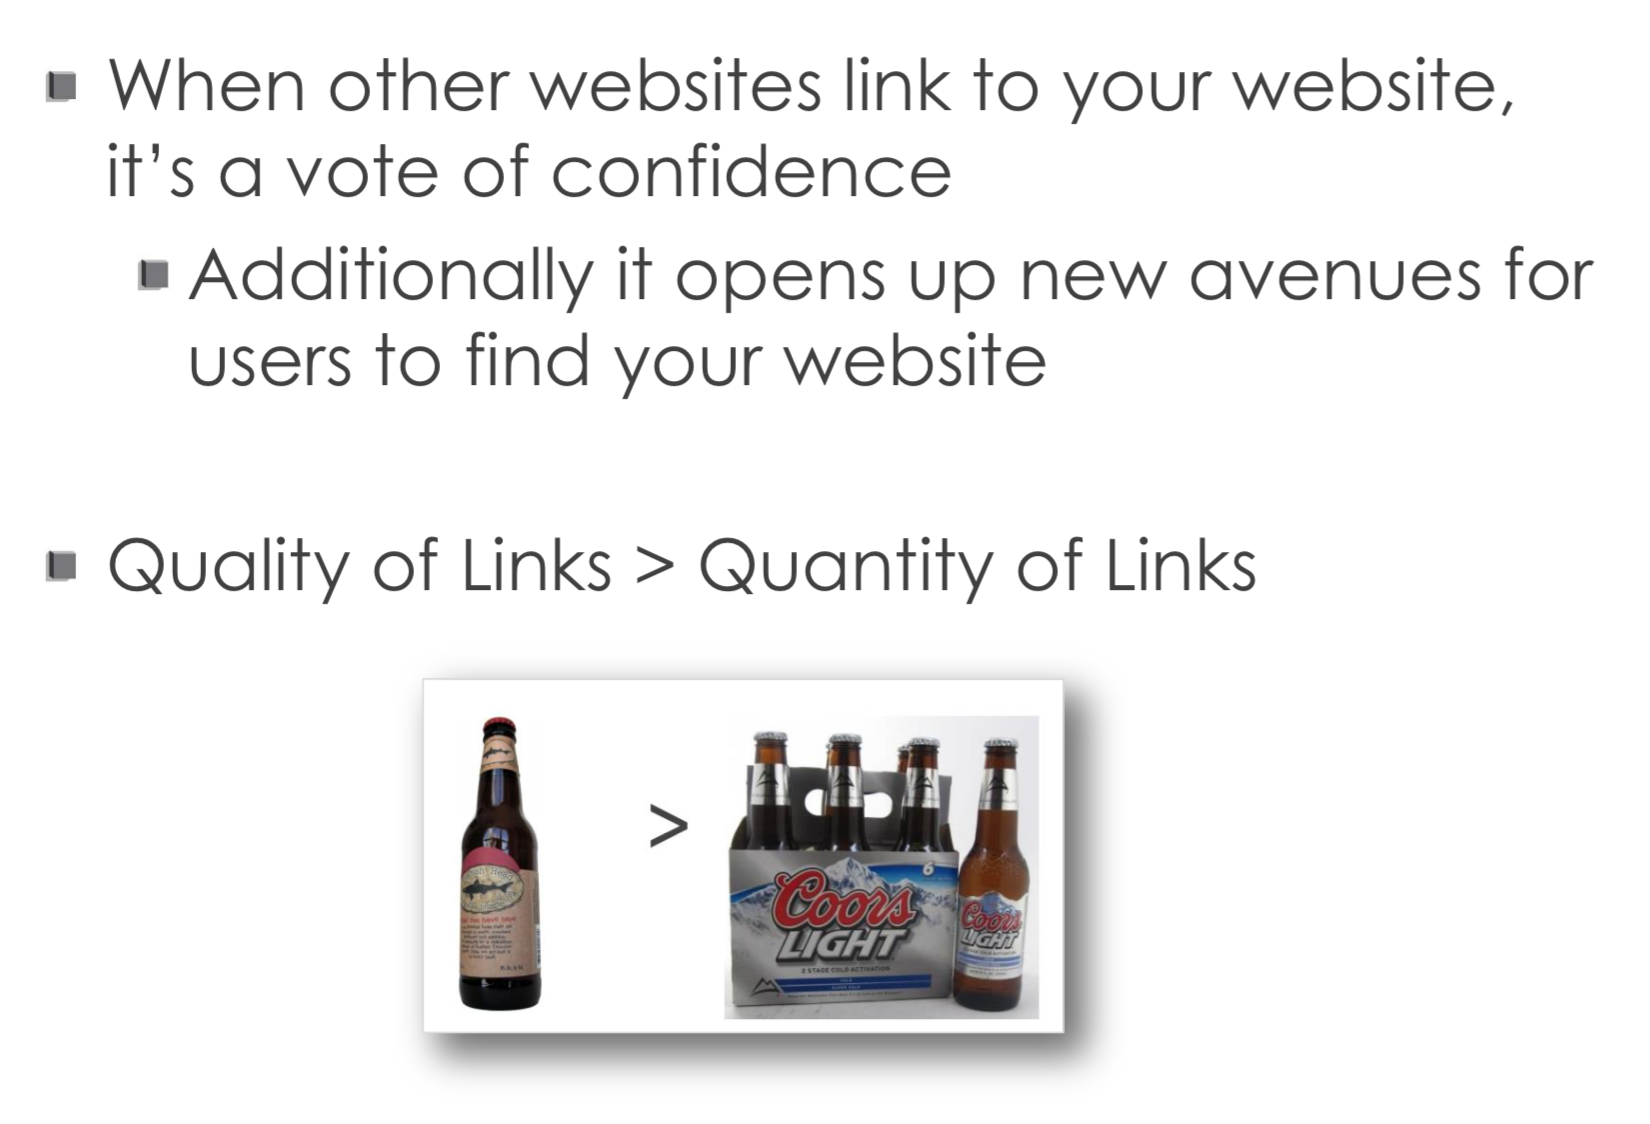 When other websites link to your website,
it’s a vote of confidence
Additionally it opens up new avenues for
users to find your website
Quality of Links > Quantity of Links
>
Head
Coors
LIGHT
6
2 STAGE COLD ACTIVATION
Coors
LIGHT